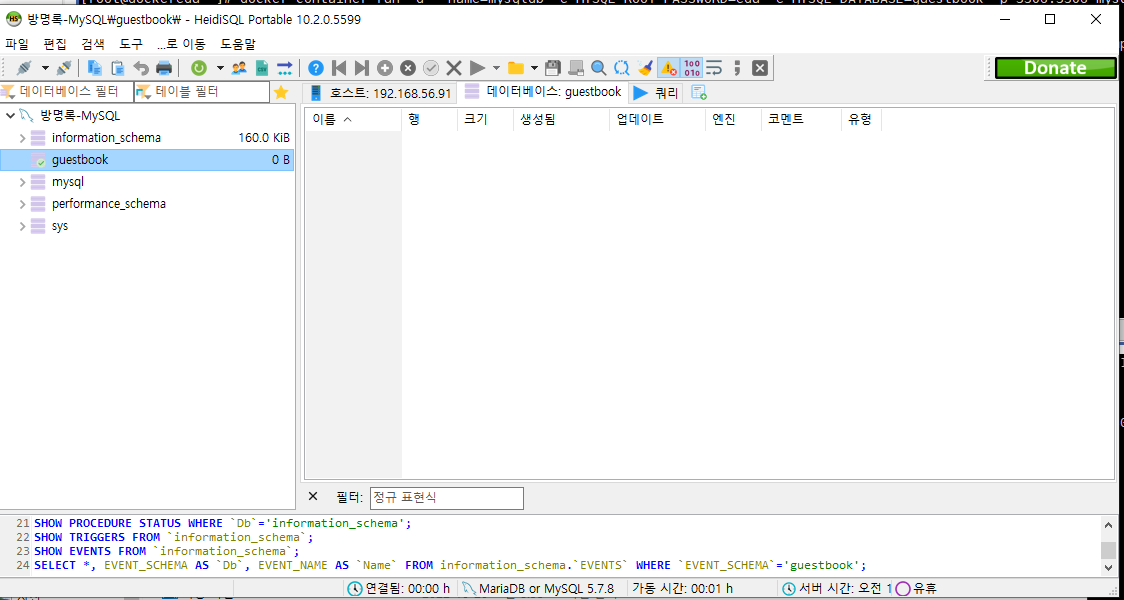 방명록-MySQL\guestbook\ - HeidiSQL Portable 10.2.0.5599
파일 편집 검색 도구 ...로 이동 도움말
Donate
데이터베이스 필터 테이블 필터 호스트: 192.168.56.91 데이터베이스: guestbook 쿼리
방명록-MySQL
이름 행 크기 생성됨 업데이트 엔진 코멘트 유형
information_schema 160.0 KiB
guestbook 0 B
mysql
performance_schema
sys
필터: 정규 표현식
21 SHOW PROCEDURE STATUS WHERE `Db`='information_schema';
22 SHOW TRIGGERS FROM `information_schema`;
23 SHOW EVENTS FROM `information_schema`;
24 SELECT *, EVENT_SCHEMA AS `Db`, EVENT_NAME AS `Name` FROM information_schema.`EVENTS` WHERE `EVENT_SCHEMA`='guestbook';
연결됨: 00:00 h MariaDB or MySQL 5.7.8 가동 시간: 00:01 h 서버 시간: 오전 1 유휴